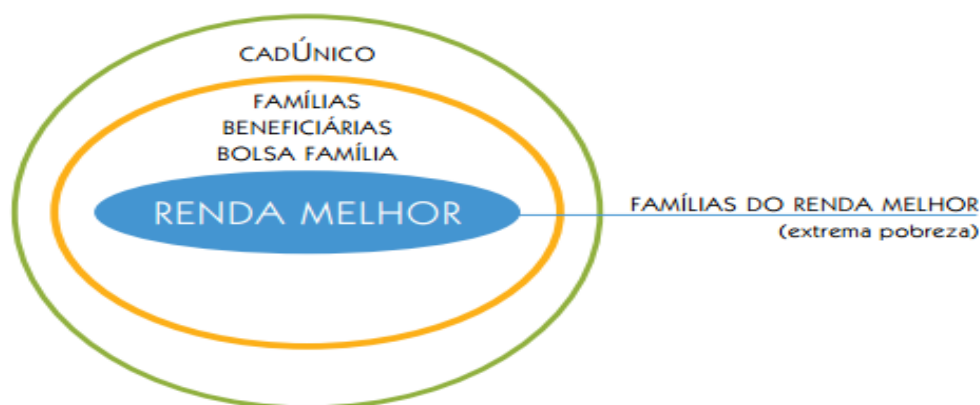 CADÚNICO
FAMÍLIAS
BENEFICIÁRIAS
BOLSA FAMÍLIA
RENDA MELHOR
FAMÍLIAS DO RENDA MELHOR
(extrema pobreza)